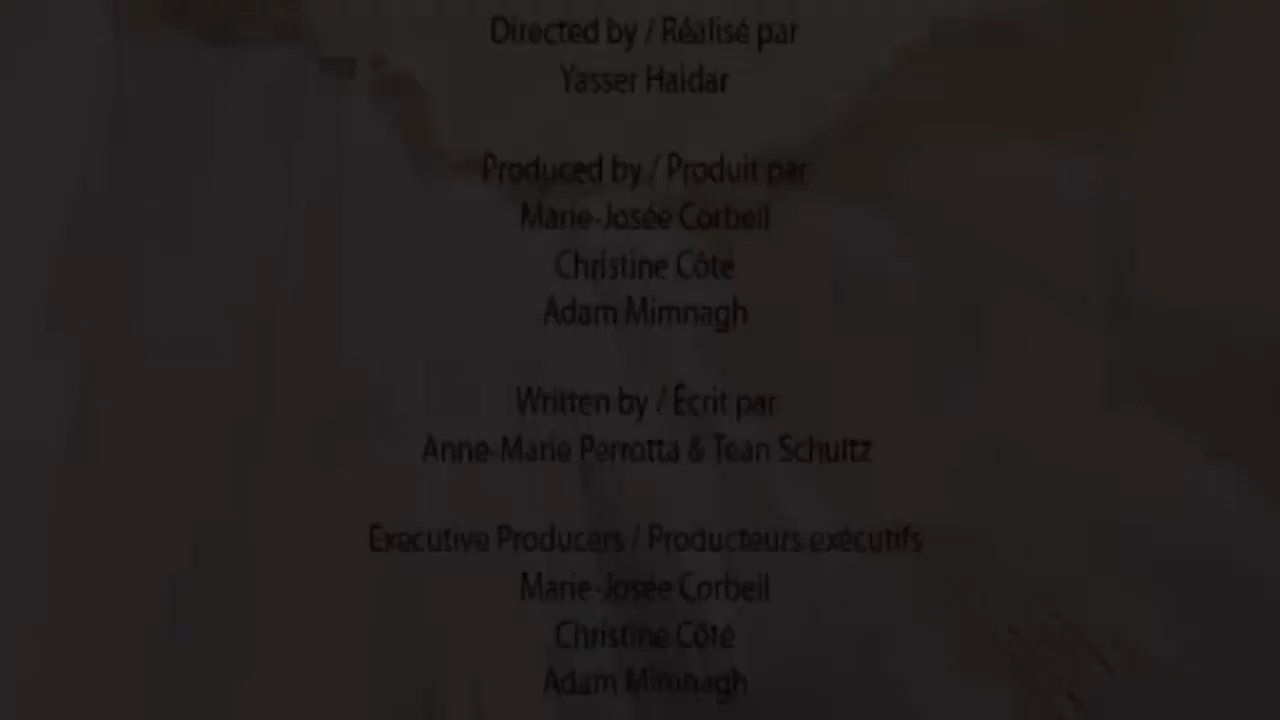 Directed by / Réalisé par
Yasser Haidar
Produced by / Produit par
Marie-Josée Corbeil
Christine Côté
Adam Mimnagh
Written by / Écrit par
Anne-Marie Perrotta & Tean Schultz
Executive Producers / Producteurs exécutifs
Marie-Josée Corbeil
Christine Côté
Adam Mimnagh